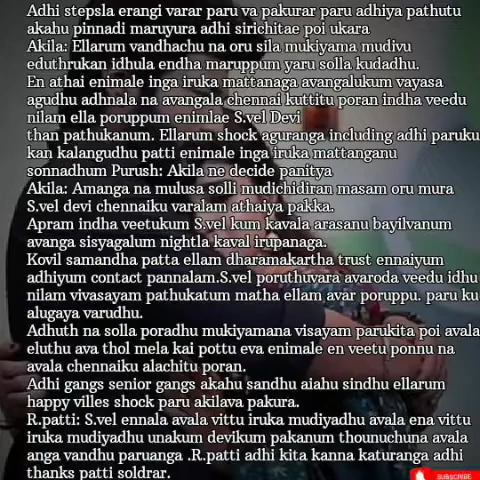 Adhi stepsla erangi varar paru va pakurar paru adhiya pathutu
akahu pinnadi maruyura adhi sirichitae poi ukara
Akila: Ellarum vandhachu na oru sila mukiyama mudivu
eduthrukan idhula endha maruppum yaru solla kudadhu.
En athai enimale inga iruka mattanaga avangalukum vayasa
agudhu adhnala na avangala chennai kuttitu poran indha veedu
nilam ella poruppum enimlae S.vel Devi
than pathukanum. Ellarum shock aguranga including adhi paruku
kan kalangudhu patti enimale inga iruka mattanganu
sonnadhum Purush: Akila ne decide panitya
Akila: Amanga na mulusa solli mudichidiran masam oru mura
S.vel devi chennaiku varalam athaiya pakka.
Apram indha veetukum S.vel kum kavala arasanu bayilvanum
avanga sisyagalum nightla kaval irupanaga.
Kovil samandha patta ellam dharamakartha trust ennaiyum
adhiyum contact pannalam.S.vel poruthuvara avaroda veedu idhu
nilam vivasayam pathukatum matha ellam avar poruppu. paru ku
alugaya varudhu.
Adhuth na solla poradhu mukiyamana visayam parukita poi avala
eluthu ava thol mela kai pottu eva enimale en veetu ponnu na
avala chennaiku alachitu poran.
Adhi gangs senior gangs akahu sandhu aiahu sindhu ellarum
happy villes shock paru akilava pakura.
R.patti: S.vel ennala avala vittu iruka mudiyadhu avala ena vittu
iruka mudiyadhu unakum devikum pakanum thounuchuna avala
anga vandhu paruanga .R.patti adhi kita kanna katuranga adhi
thanks patti soldrar.
SUBSCRIBE